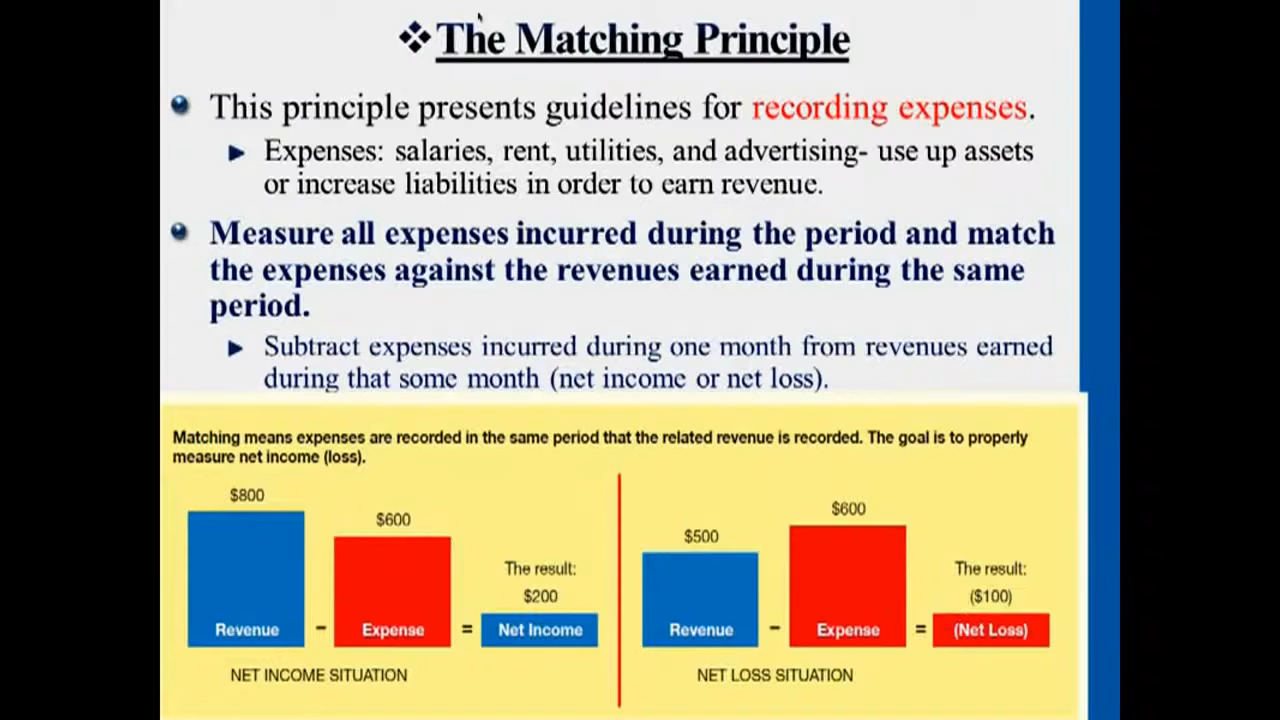 ❖The Matching Principle
This principle presents guidelines for recording expenses.
Expenses: salaries, rent, utilities, and advertising- use up assets
or increase liabilities in order to earn revenue.
Measure all expenses incurred during the period and match
the expenses against the revenues earned during the same
period.
Subtract expenses incurred during one month from revenues earned
during that some month (net income or net loss).
Matching means expenses are recorded in the same period that the related revenue is recorded. The goal is to properly
measure net income (loss).
$800
$600
The result:
$200
Revenue - Expense = Net Income
NET INCOME SITUATION
$500
$600
The result:
($100)
Revenue - Expense = (Net Loss)
NET LOSS SITUATION